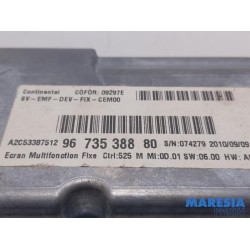 Continental COFOR: 09297E
8V-EMF-DEV-FIX-CEM00
A2C53387512 96 735 388 80 S/N:074279 2010/09/09
Ecran Multifonction Fixe Ctrl:525 M MI:00.01 SW:06.00 HW:
MARESIA